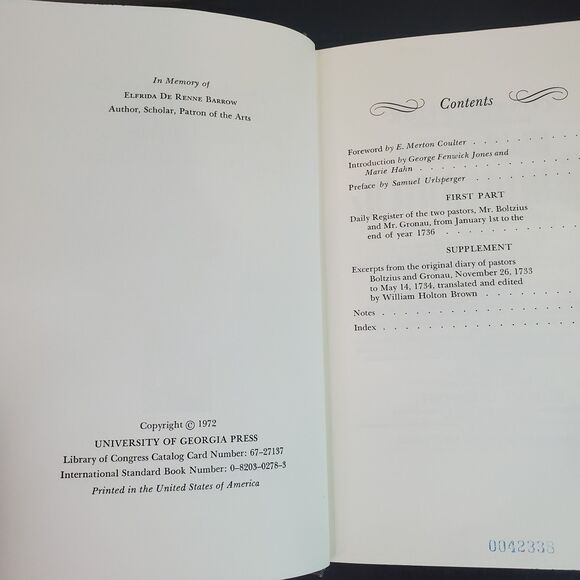 In Memory of
ELFRIDA DE RENNE BARROW
Author, Scholar, Patron of the Arts
Copyright © 1972
UNIVERSITY OF GEORGIA PRESS
Library of Congress Catalog Card Number: 67-27137
International Standard Book Number: 0-8203-0278-3
Printed in the United States of America
Contents
Foreword by E. Merton Coulter . . . . . . . . .
Introduction by George Fenwick Jones and
Marie Hahn . . . . . . . . . . .
Preface by Samuel Urlsperger . . . . . . . . .
FIRST PART
Daily Register of the two pastors, Mr. Boltzius
and Mr. Gronau, from January 1st to the
end of year 1736 . . . . . . . . . .
SUPPLEMENT
Excerpts from the original diary of pastors
Boltzius and Gronau, November 26, 1733
to May 14, 1734, translated and edited
by William Holton Brown . . . . . . .
Notes . . . . . . . . . . . . . .
Index . . . . . . . . . . . . . .
0042338